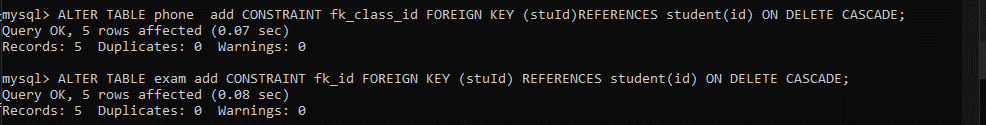 mysql> ALTER TABLE phone  add CONSTRAINT fk_class_id FOREIGN KEY (stuId)REFERENCES student(id) ON DELETE CASCADE;
Query OK, 5 rows affected (0.07 sec)
Records: 5  Duplicates: 0  Warnings: 0
mysql> ALTER TABLE exam add CONSTRAINT fk_id FOREIGN KEY (stuId) REFERENCES student(id) ON DELETE CASCADE;
Query OK, 5 rows affected (0.08 sec)
Records: 5  Duplicates: 0  Warnings: 0